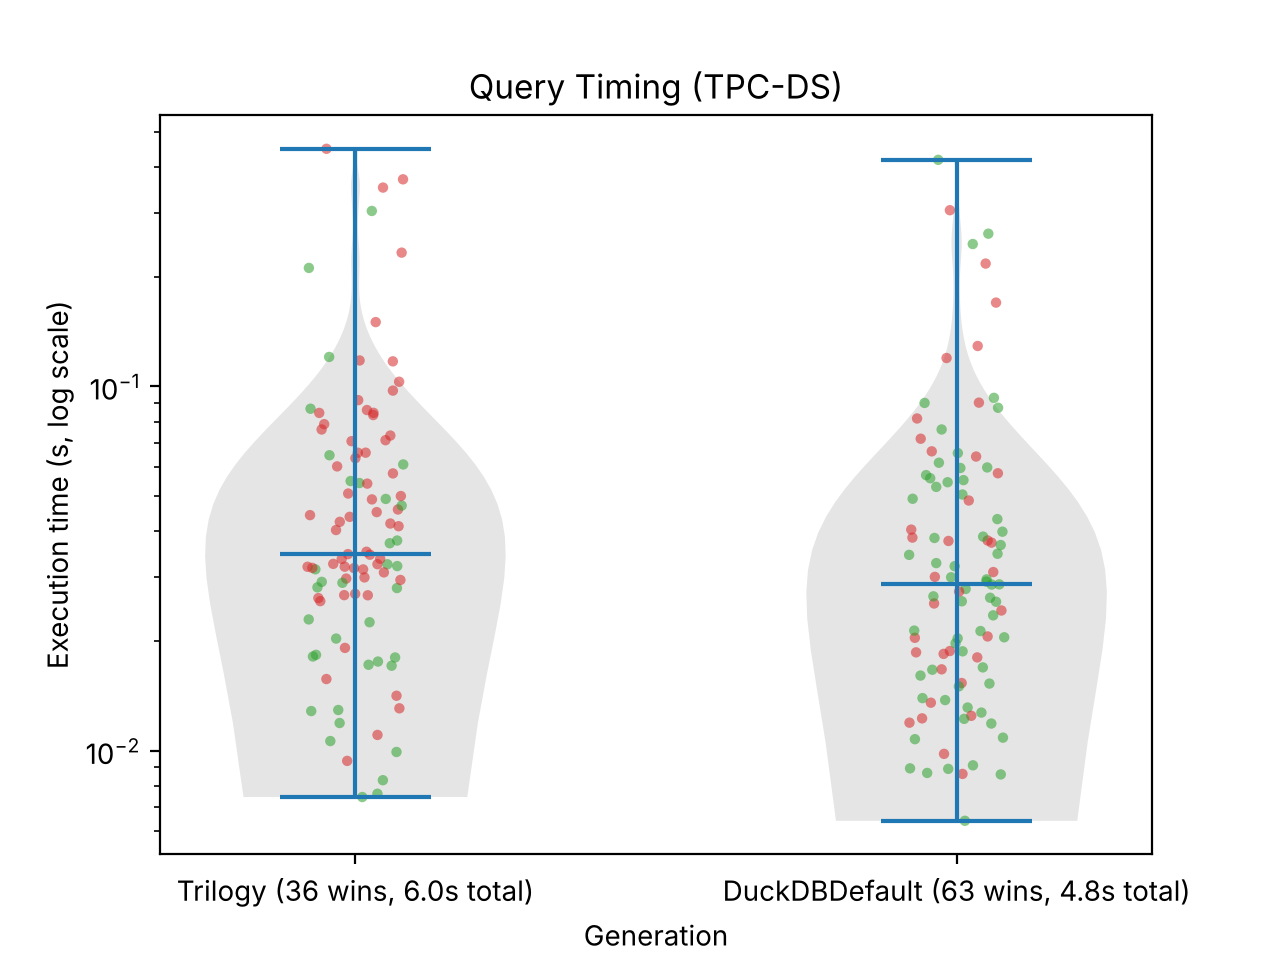 Query Timing (TPC-DS)
Execution time (s, log scale)
10⁻¹
10⁻²
Trilogy (36 wins, 6.0s total)
DuckDBDefault (63 wins, 4.8s total)
Generation